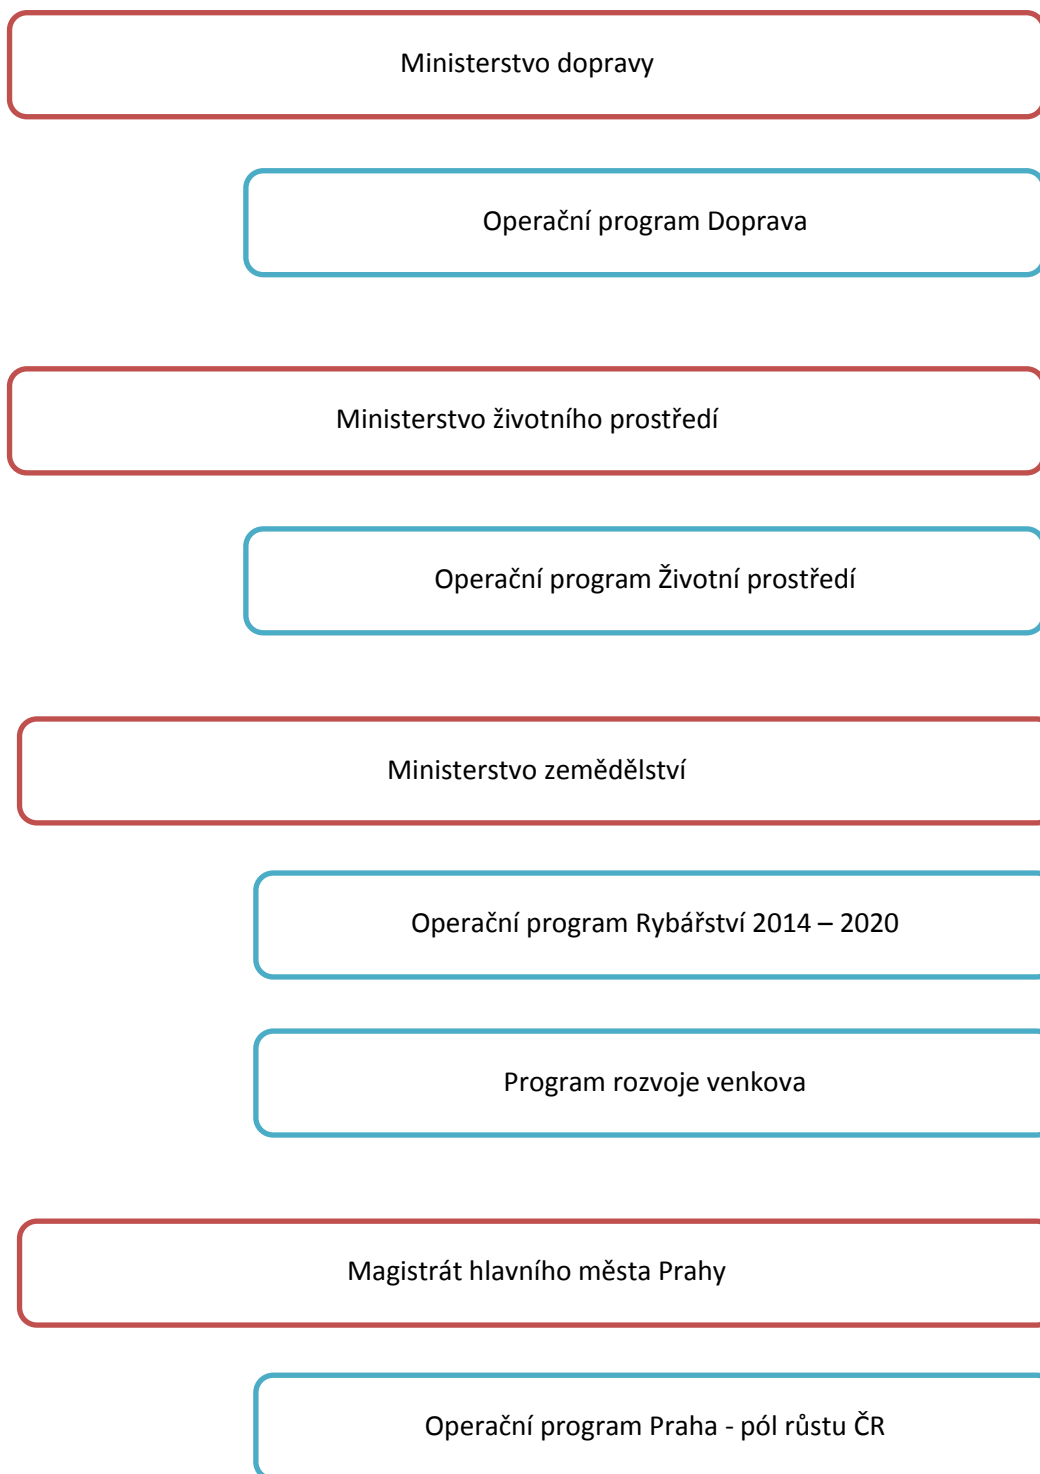 Ministerstvo dopravy
Operační program Doprava
Ministerstvo životního prostředí
Operační program Životní prostředí
Ministerstvo zemědělství
Operační program Rybářství 2014 – 2020
Program rozvoje venkova
Magistrát hlavního města Prahy
Operační program Praha - pól růstu ČR